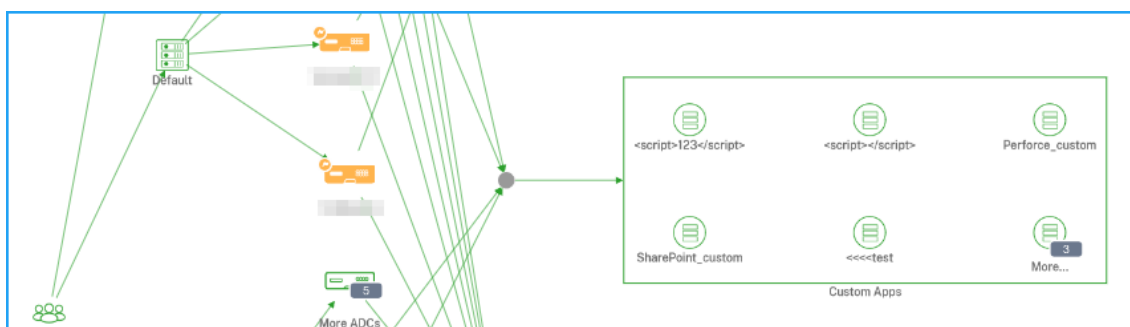 Default
<script>123</script>
<script></script>
Perforce_custom
SharePoint_custom
<<<<test
3
More...
5
More ADCs
Custom Apps